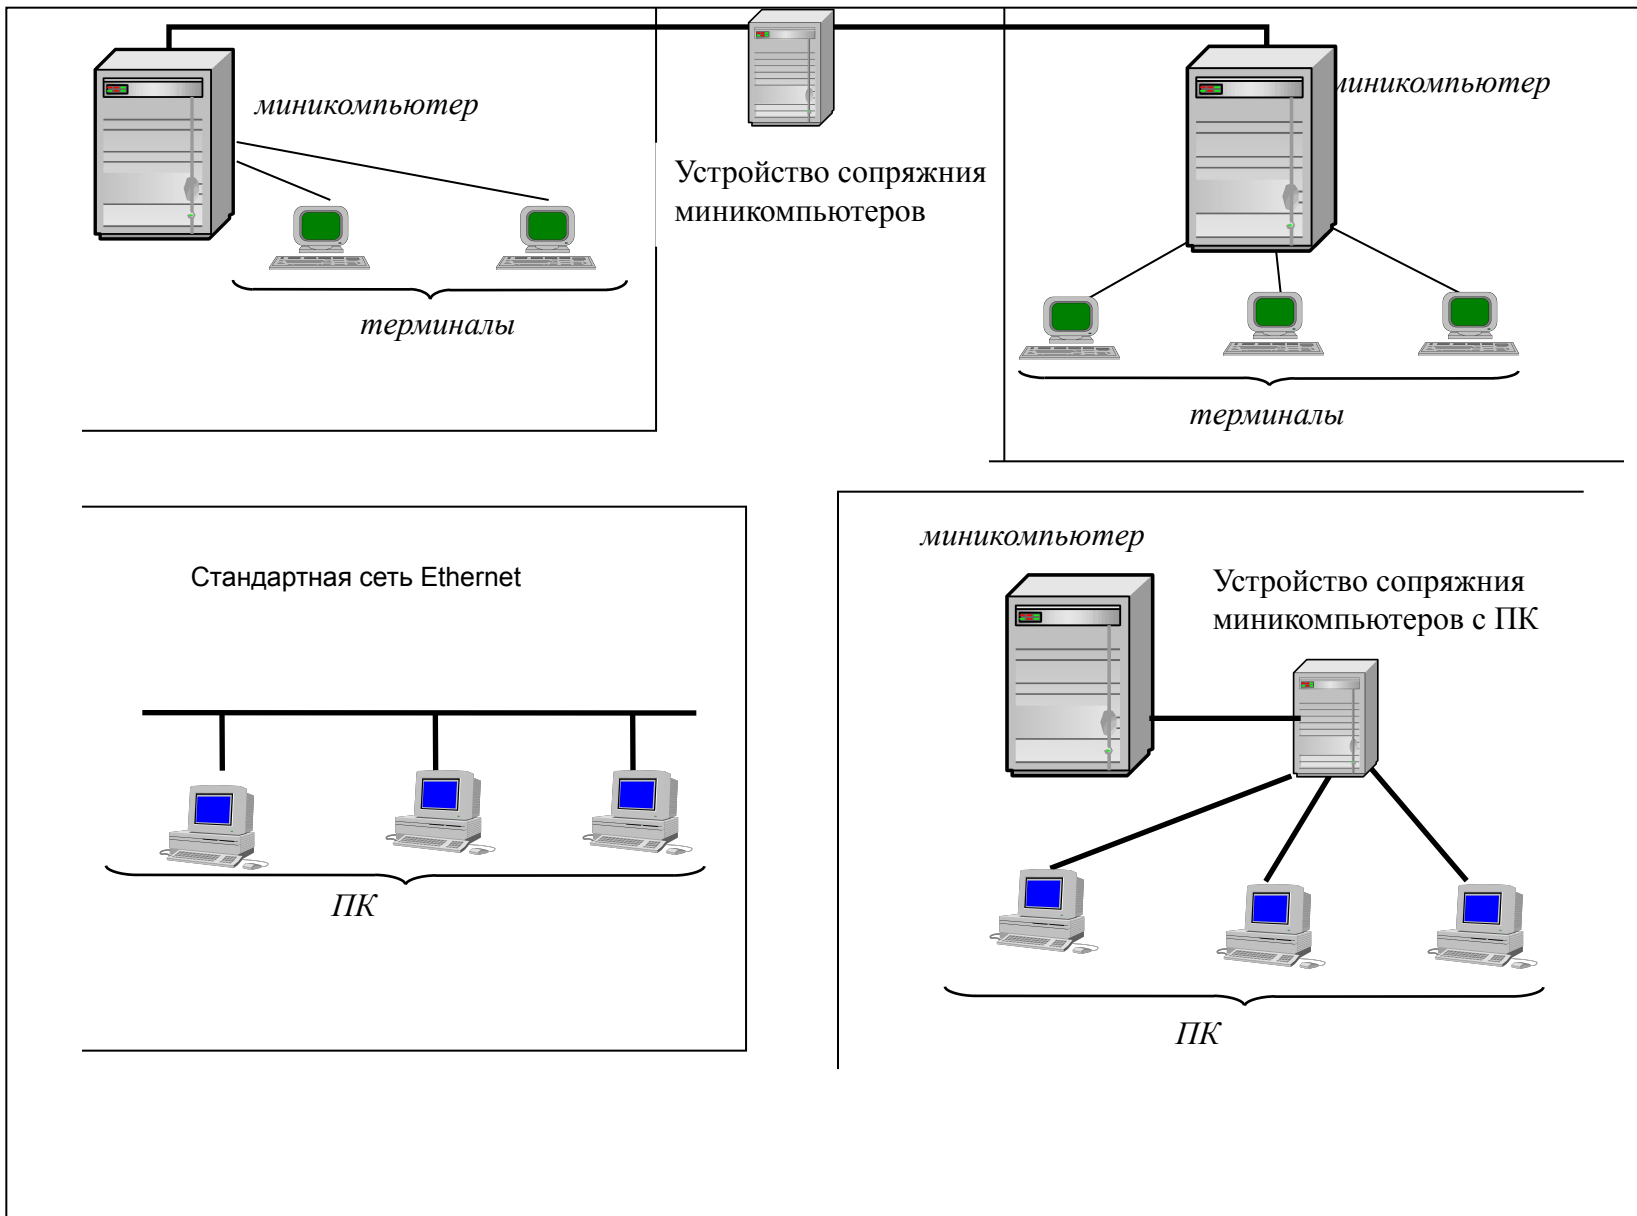 миникомпьютер
миникомпьютер
Устройство сопряжния
миникомпьютеров
терминалы
терминалы
миникомпьютер
Стандартная сеть Ethernet
Устройство сопряжния
миникомпьютеров с ПК
ПК
ПК